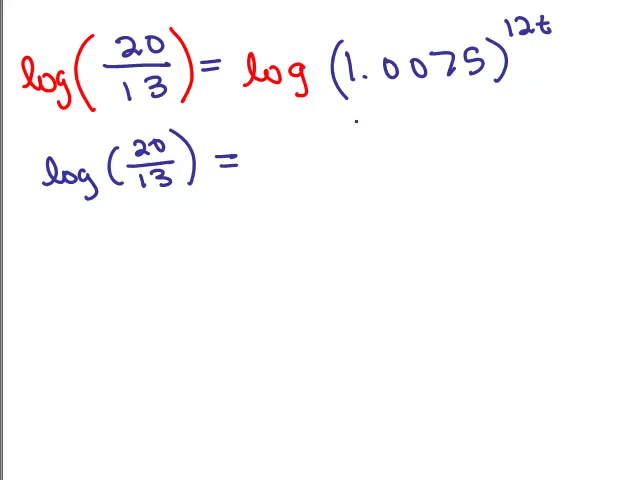 log(20/13) = log(1.0075)^12t
log(20/13) =